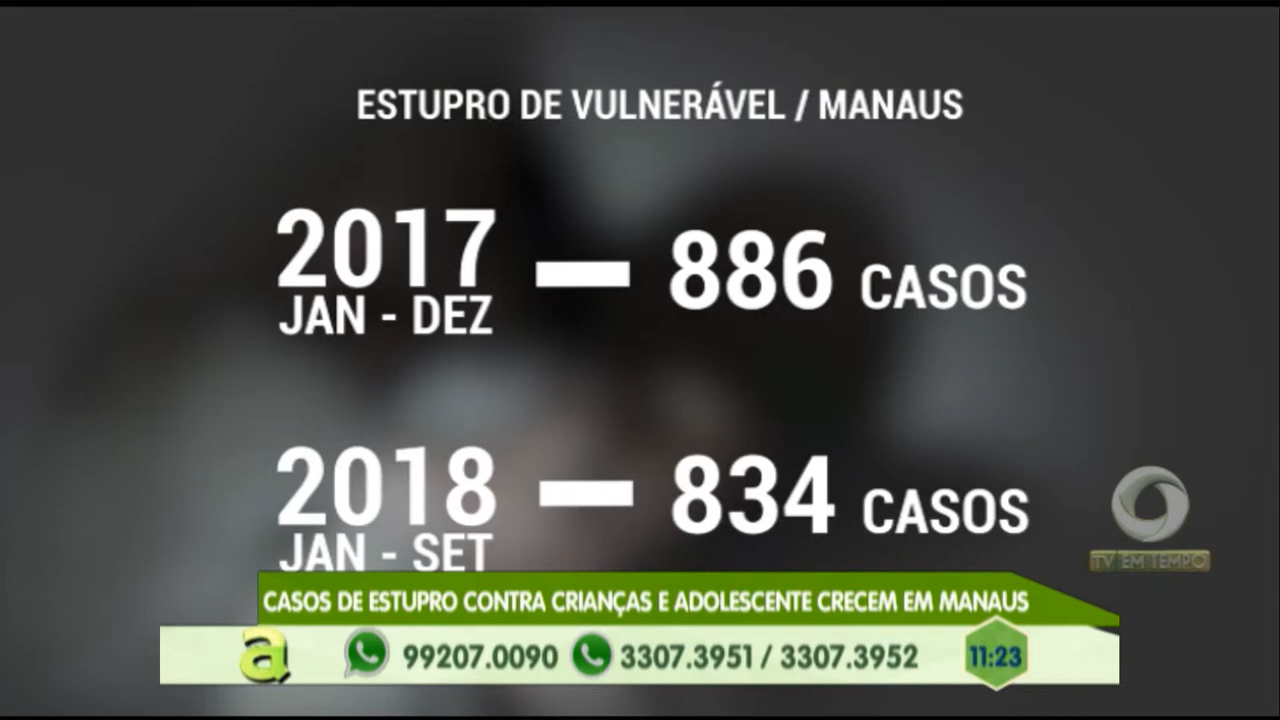 ESTUPRO DE VULNERÁVEL / MANAUS
2017 — 886 CASOS
JAN - DEZ
2018 — 834 CASOS
JAN - SET
TV EM TEMPO
CASOS DE ESTUPRO CONTRA CRIANÇAS E ADOLESCENTE CRECEM EM MANAUS
a 99207.0090 3307.3951 / 3307.3952 11:23